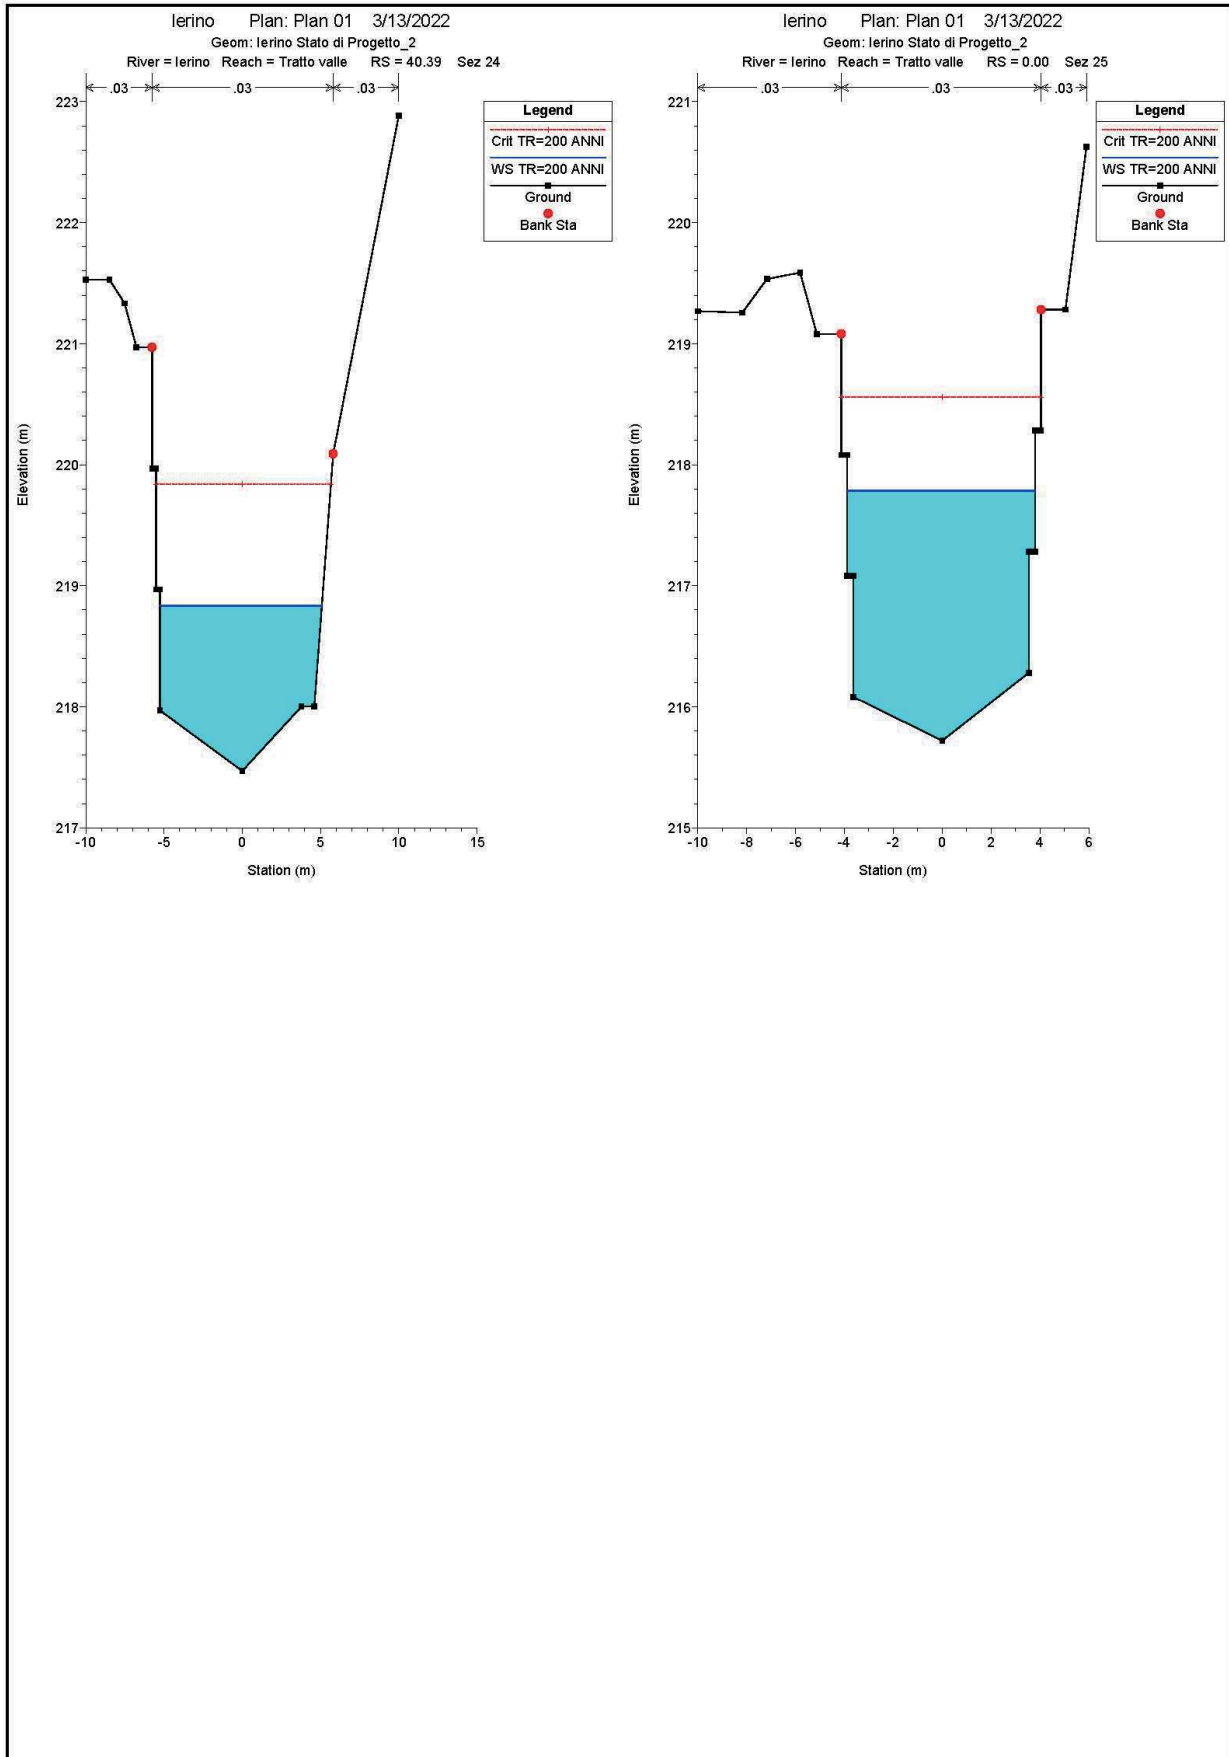 Ierino Plan: Plan 01 3/13/2022
Geom: Ierino Stato di Progetto_2
River = Ierino Reach = Tratto valle RS = 40.39 Sez 24
.03 .03 .03
223
222
221
220
219
218
217
-10 -5 0 5 10 15
Station (m)
Elevation (m)
Legend
Crit TR=200 ANNI
WS TR=200 ANNI
Ground
Bank Sta
Ierino Plan: Plan 01 3/13/2022
Geom: Ierino Stato di Progetto_2
River = Ierino Reach = Tratto valle RS = 0.00 Sez 25
.03 .03 .03
221
220
219
218
217
216
215
-10 -8 -6 -4 -2 0 2 4 6
Station (m)
Elevation (m)
Legend
Crit TR=200 ANNI
WS TR=200 ANNI
Ground
Bank Sta